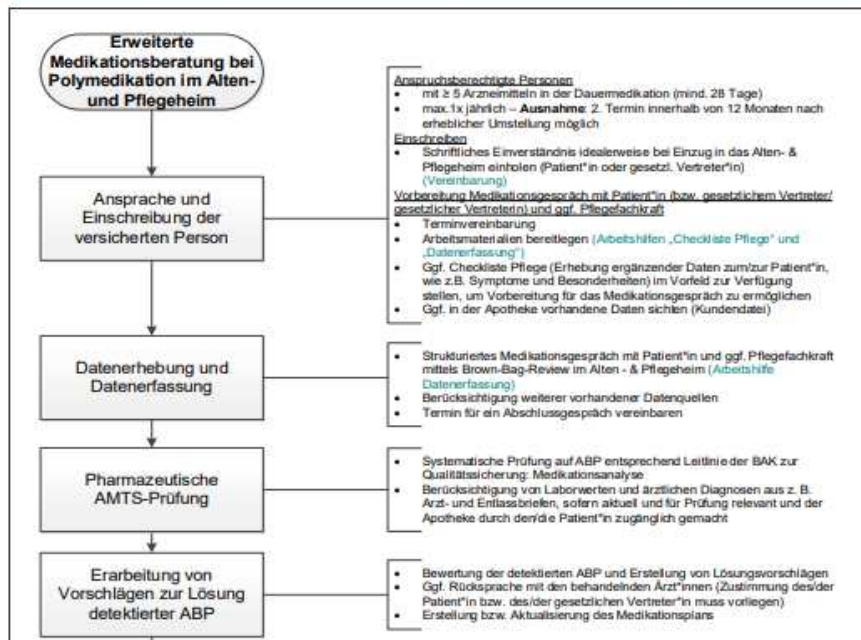 Erweiterte
Medikationsberatung bei
Polymedikation im Alten-
und Pflegeheim
Anspruchsberechtigte Personen
• mit ≥ 5 Arzneimitteln in der Dauermedikation (mind. 28 Tage)
• max.1x jährlich – Ausnahme: 2. Termin innerhalb von 12 Monaten nach
erheblicher Umstellung möglich
Einschreiben
• Schriftliches Einverständnis idealerweise bei Einzug in das Alten- &
Pflegeheim einholen (Patient*in oder gesetzl. Vertreter*in)
(Vereinbarung)
Vorbereitung Medikationsgespräch mit Patient*in (bzw. gesetzlichem Vertreter/
gesetzlicher Vertreterin) und ggf. Pflegefachkraft
• Terminvereinbarung
• Arbeitsmaterialien bereitlegen (Arbeitshilfen „Checkliste Pflege" und
„Datenerfassung")
• Ggf. Checkliste Pflege (Erhebung ergänzender Daten zum/zur Patient*in,
wie z.B. Symptome und Besonderheiten) im Vorfeld zur Verfügung
stellen, um Vorbereitung für das Medikationsgespräch zu ermöglichen
• Ggf. in der Apotheke vorhandene Daten sichten (Kundendatei)
Ansprache und
Einschreibung der
versicherten Person
Datenerhebung und
Datenerfassung
• Strukturiertes Medikationsgespräch mit Patient*in und ggf. Pflegefachkraft
mittels Brown-Bag-Review im Alten - & Pflegeheim (Arbeitshilfe
Datenerfassung)
• Berücksichtigung weiterer vorhandener Datenquellen
• Termin für ein Abschlussgespräch vereinbaren
Pharmazeutische
AMTS-Prüfung
• Systematische Prüfung auf ABP entsprechend Leitlinie der BAK zur
Qualitätssicherung: Medikationsanalyse
• Berücksichtigung von Laborwerten und ärztlichen Diagnosen aus z. B.
Arzt- und Entlassbriefen, sofern aktuell und für Prüfung relevant und der
Apotheke durch den/die Patient*in zugänglich gemacht
Erarbeitung von
Vorschlägen zur Lösung
detektierter ABP
• Bewertung der detektierten ABP und Erstellung von Lösungsvorschlägen
• Ggf. Rücksprache mit den behandelnden Ärzt*innen (Zustimmung des/der
Patient*in bzw. des/der gesetzlichen Vertreter*in muss vorliegen)
• Erstellung bzw. Aktualisierung des Medikationsplans